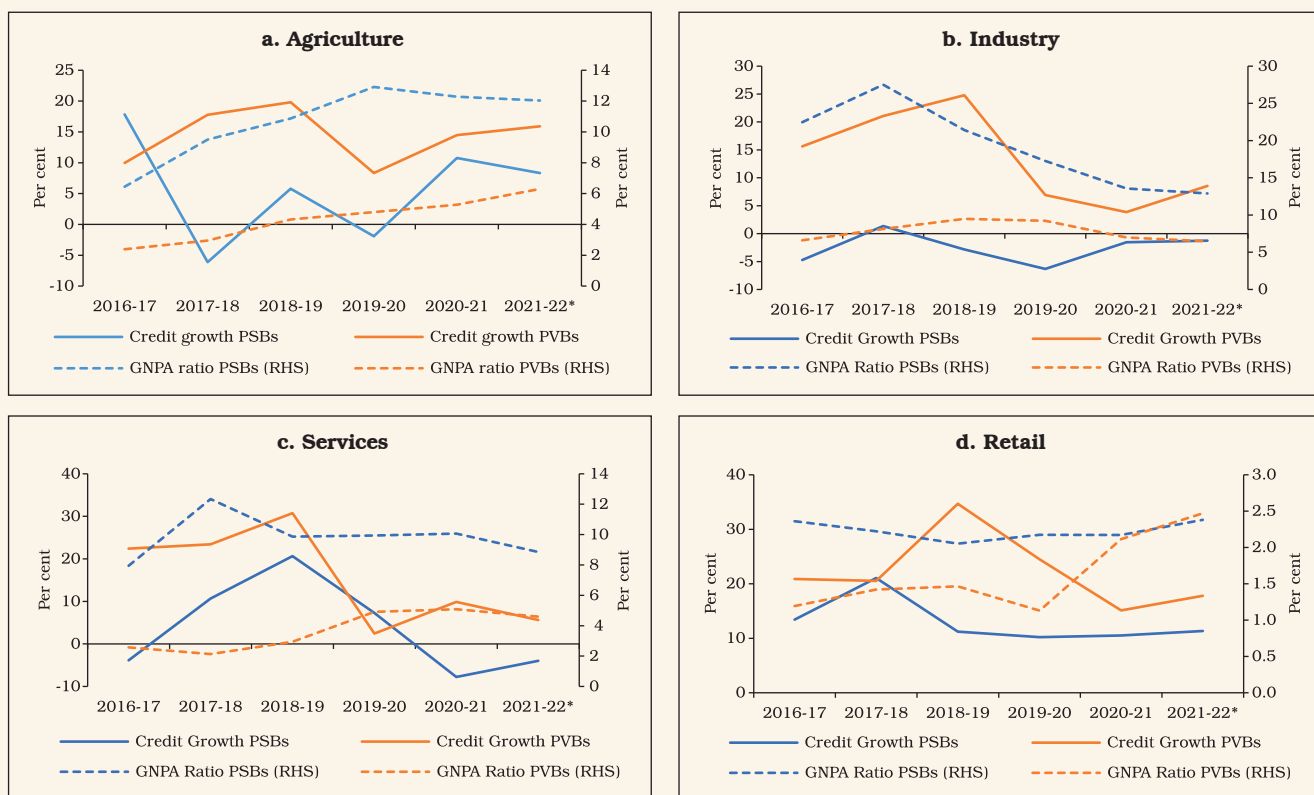 a. Agriculture
25
20
15
10
5
0
-5
-10
Per cent
14
12
10
8
6
4
2
0
Per cent
2016-17 2017-18 2018-19 2019-20 2020-21 2021-22*
Credit growth PSBs Credit growth PVBs
GNPA ratio PSBs (RHS) GNPA ratio PVBs (RHS)
b. Industry
30
25
20
15
10
5
0
-5
-10
Per cent
30
25
20
15
10
5
0
Per cent
2016-17 2017-18 2018-19 2019-20 2020-21 2021-22*
Credit Growth PSBs Credit Growth PVBs
GNPA Ratio PSBs (RHS) GNPA Ratio PVBs (RHS)
c. Services
40
30
20
10
0
-10
Per cent
14
12
10
8
6
4
2
0
Per cent
2016-17 2017-18 2018-19 2019-20 2020-21 2021-22*
Credit Growth PSBs Credit Growth PVBs
GNPA Ratio PSBs (RHS) GNPA Ratio PVBs (RHS)
d. Retail
40
30
20
10
0
Per cent
3.0
2.5
2.0
1.5
1.0
0.5
0.0
Per cent
2016-17 2017-18 2018-19 2019-20 2020-21 2021-22*
Credit Growth PSBs Credit Growth PVBs
GNPA Ratio PSBs (RHS) GNPA Ratio PVBs (RHS)